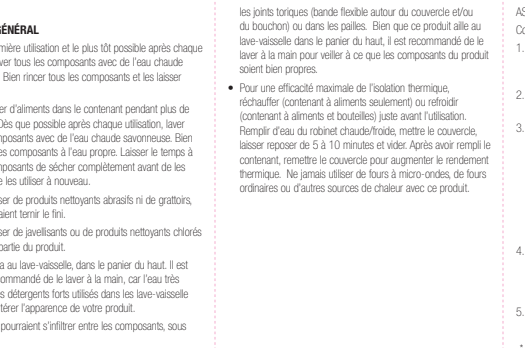 GÉNÉRAL
mière utilisation et le plus tôt possible après chaque
ver tous les composants avec de l'eau chaude
Bien rincer tous les composants et les laisser
er d'aliments dans le contenant pendant plus de
Dès que possible après chaque utilisation, laver
mposants avec de l'eau chaude savonneuse. Bien
es composants à l'eau propre. Laisser le temps à
mposants de sécher complètement avant de les
e les utiliser à nouveau.
ser de produits nettoyants abrasifs ni de grattoirs,
aient ternir le fini.
ser de javellisants ou de produits nettoyants chlorés
partie du produit.
a au lave-vaisselle, dans le panier du haut. Il est
commandé de le laver à la main, car l'eau très
s détergents forts utilisés dans les lave-vaisselle
térer l'apparence de votre produit.
pourraient s'infiltrer entre les composants, sous
les joints toriques (bande flexible autour du couvercle et/ou
du bouchon) ou dans les pailles. Bien que ce produit aille au
lave-vaisselle dans le panier du haut, il est recommandé de le
laver à la main pour veiller à ce que les composants du produit
soient bien propres.
• Pour une efficacité maximale de l'isolation thermique,
réchauffer (contenant à aliments seulement) ou refroidir
(contenant à aliments et bouteilles) juste avant l'utilisation.
Remplir d'eau du robinet chaude/froide, mettre le couvercle,
laisser reposer de 5 à 10 minutes et vider. Après avoir rempli le
contenant, remettre le couvercle pour augmenter le rendement
thermique. Ne jamais utiliser de fours à micro-ondes, de fours
ordinaires ou d'autres sources de chaleur avec ce produit.
AS
Co
1.
2.
3.
4.
5.